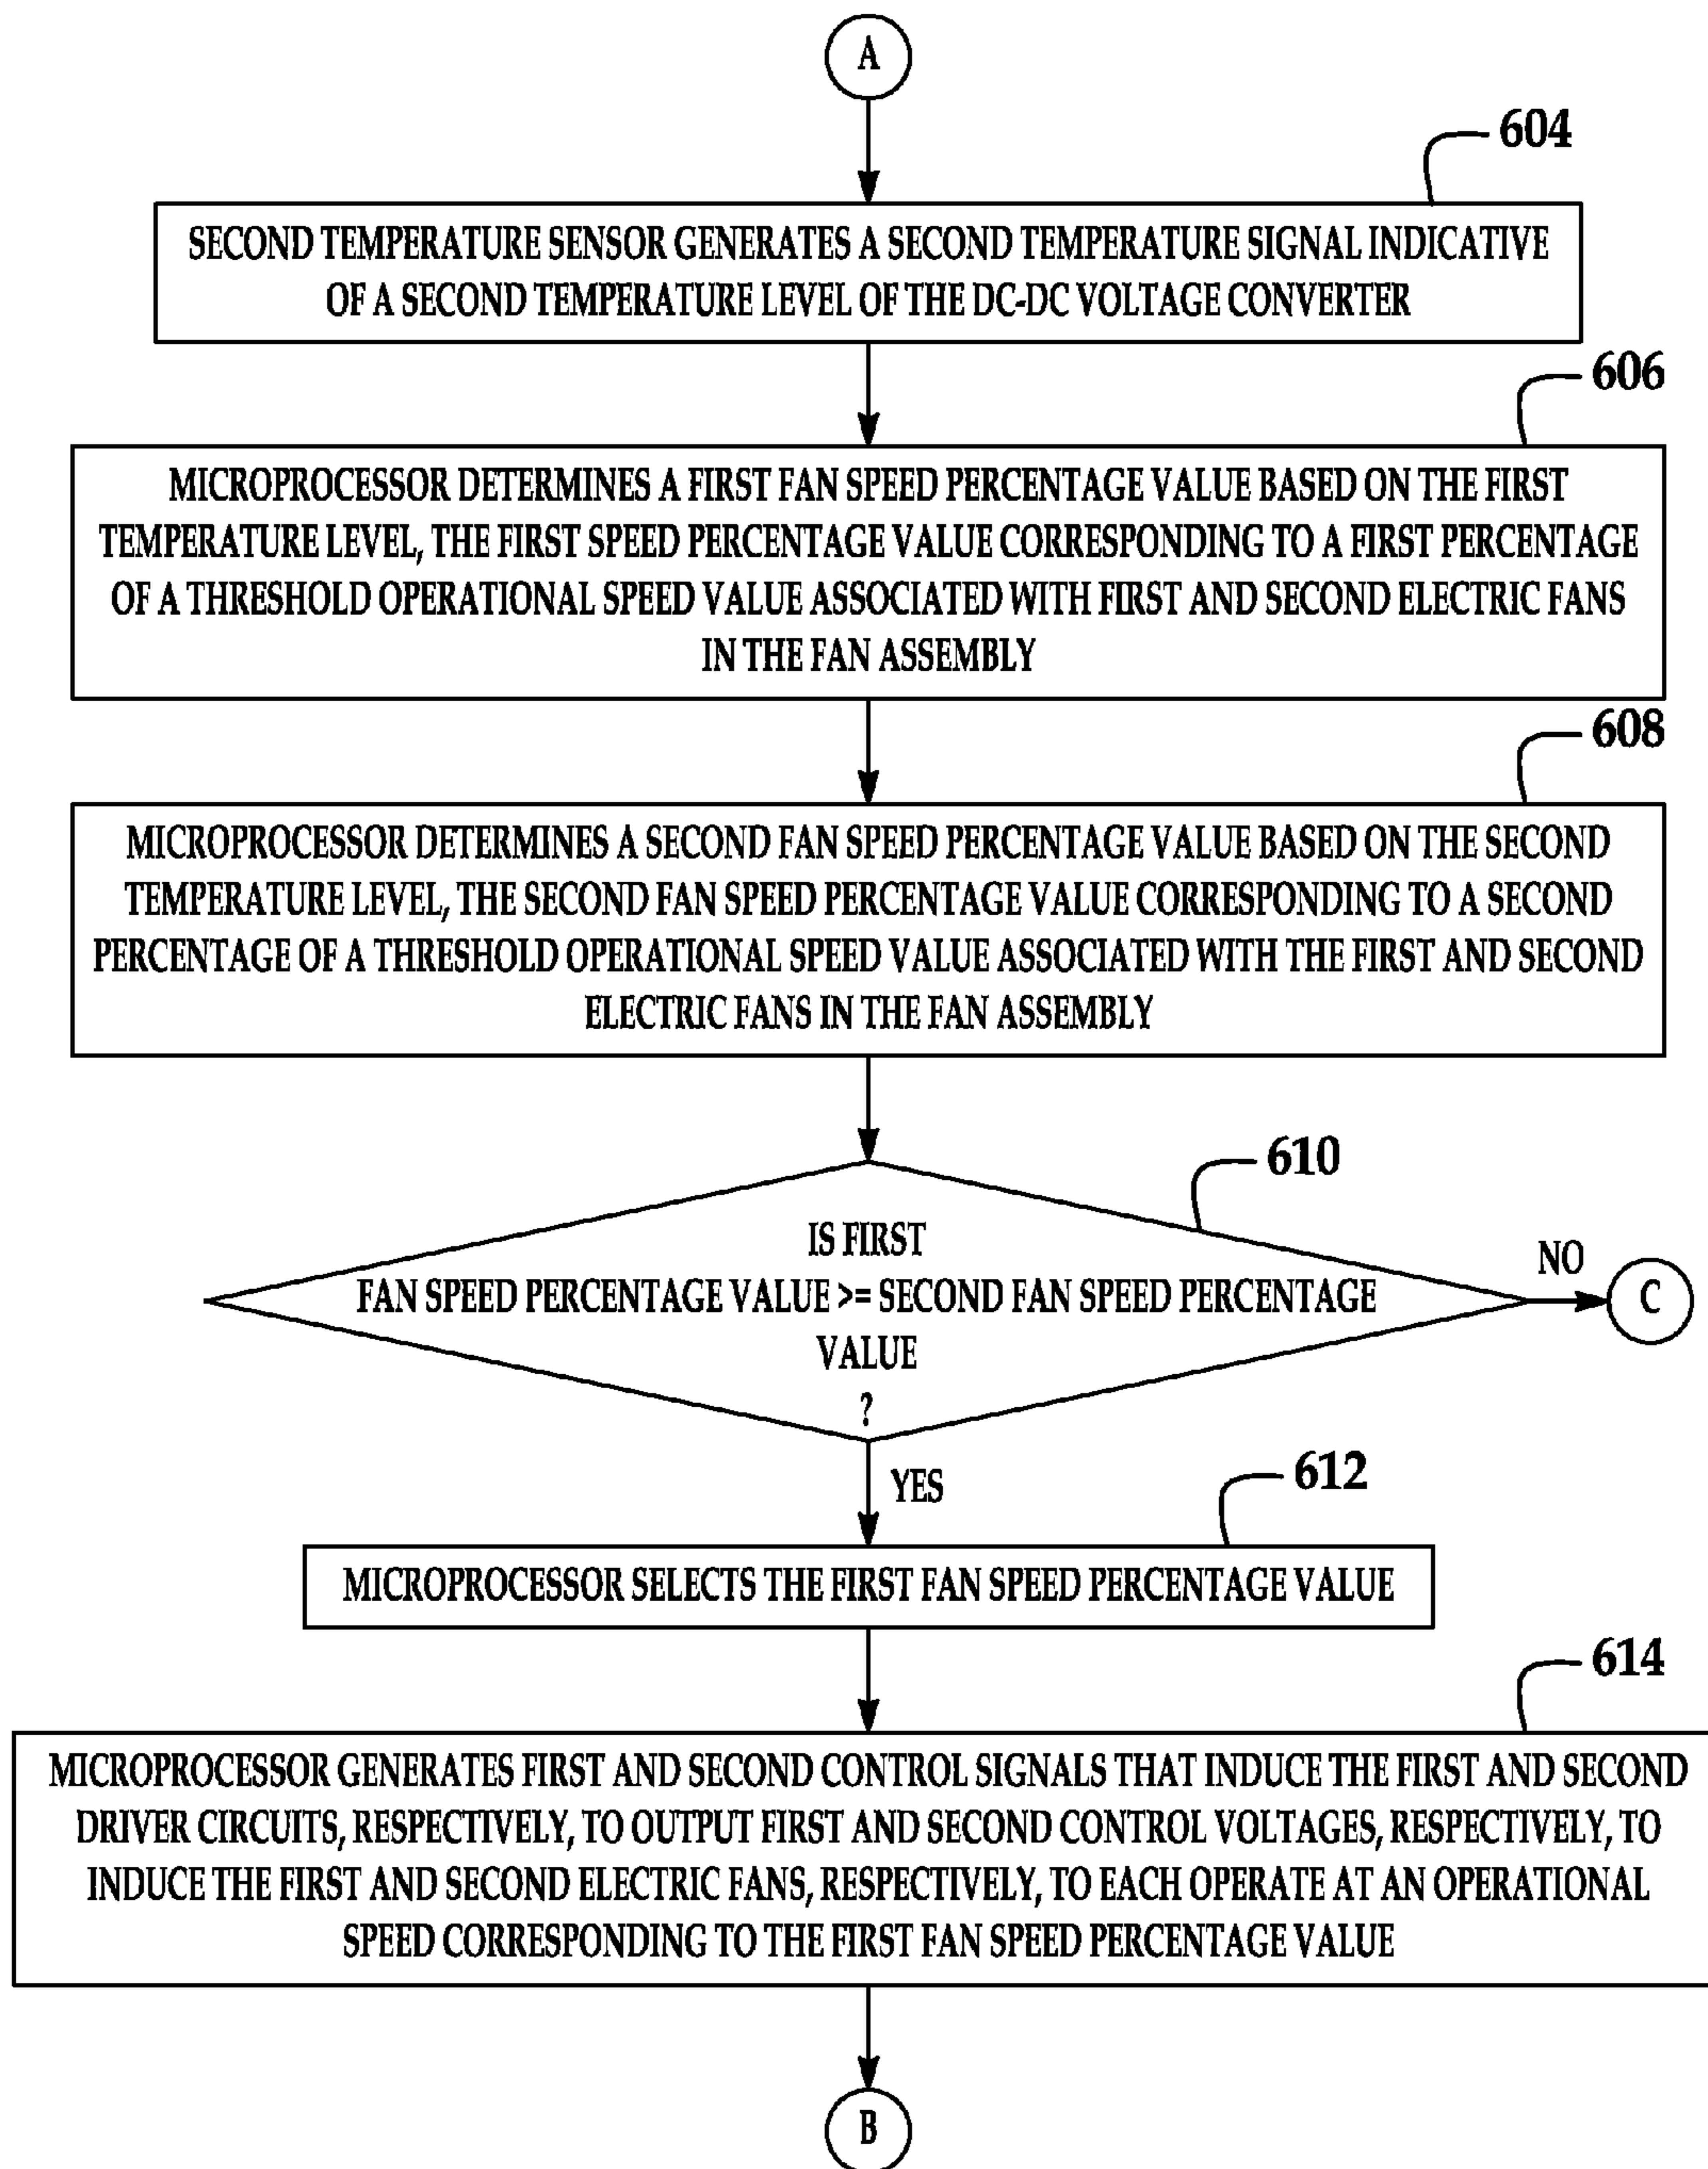 A
604
SECOND TEMPERATURE SENSOR GENERATES A SECOND TEMPERATURE SIGNAL INDICATIVE
OF A SECOND TEMPERATURE LEVEL OF THE DC-DC VOLTAGE CONVERTER
606
MICROPROCESSOR DETERMINES A FIRST FAN SPEED PERCENTAGE VALUE BASED ON THE FIRST
TEMPERATURE LEVEL, THE FIRST SPEED PERCENTAGE VALUE CORRESPONDING TO A FIRST PERCENTAGE
OF A THRESHOLD OPERATIONAL SPEED VALUE ASSOCIATED WITH FIRST AND SECOND ELECTRIC FANS
IN THE FAN ASSEMBLY
608
MICROPROCESSOR DETERMINES A SECOND FAN SPEED PERCENTAGE VALUE BASED ON THE SECOND
TEMPERATURE LEVEL, THE SECOND FAN SPEED PERCENTAGE VALUE CORRESPONDING TO A SECOND
PERCENTAGE OF A THRESHOLD OPERATIONAL SPEED VALUE ASSOCIATED WITH THE FIRST AND SECOND
ELECTRIC FANS IN THE FAN ASSEMBLY
610
IS FIRST
FAN SPEED PERCENTAGE VALUE >= SECOND FAN SPEED PERCENTAGE
VALUE
?
NO
C
YES
612
MICROPROCESSOR SELECTS THE FIRST FAN SPEED PERCENTAGE VALUE
614
MICROPROCESSOR GENERATES FIRST AND SECOND CONTROL SIGNALS THAT INDUCE THE FIRST AND SECOND
DRIVER CIRCUITS, RESPECTIVELY, TO OUTPUT FIRST AND SECOND CONTROL VOLTAGES, RESPECTIVELY, TO
INDUCE THE FIRST AND SECOND ELECTRIC FANS, RESPECTIVELY, TO EACH OPERATE AT AN OPERATIONAL
SPEED CORRESPONDING TO THE FIRST FAN SPEED PERCENTAGE VALUE
B